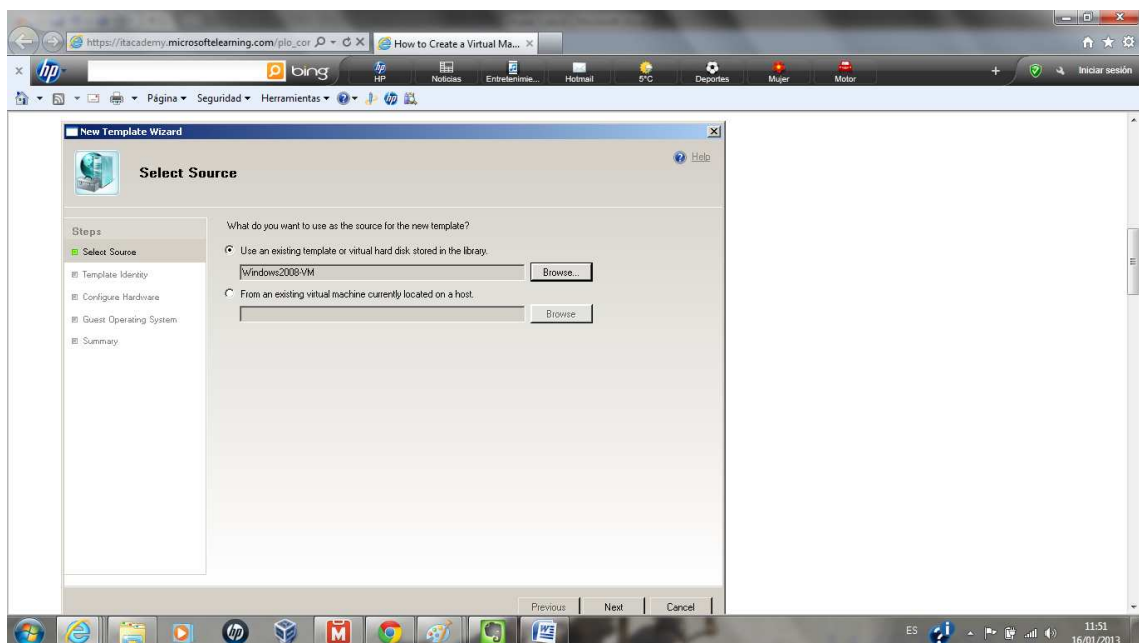 https://itacademy.microsoftelearning.com/plo_cor
How to Create a Virtual Ma...
hp
bing
HP
Noticias
Entretenimie...
Hotmail
5°C
Deportes
Mujer
Motor
Iniciar sesión
Página Seguridad Herramientas
New Template Wizard
Select Source
Help
Steps
Select Source
Template Identity
Configure Hardware
Guest Operating System
Summary
What do you want to use as the source for the new template?
Use an existing template or virtual hard disk stored in the library.
Windows2008-VM
Browse...
From an existing virtual machine currently located on a host.
Browse
Previous Next Cancel
ES
11:51
16/01/2013